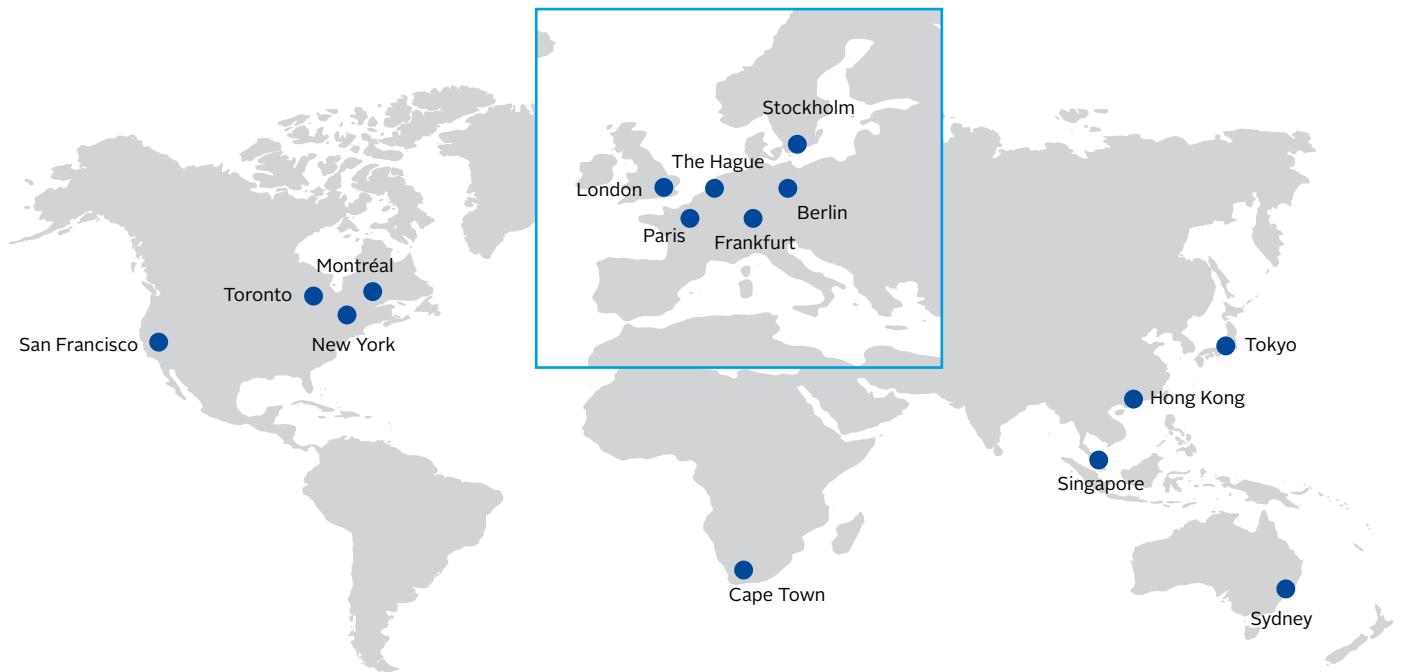 Stockholm
The Hague
London
Berlin
Paris
Frankfurt
Montréal
Toronto
New York
San Francisco
Tokyo
Hong Kong
Singapore
Cape Town
Sydney